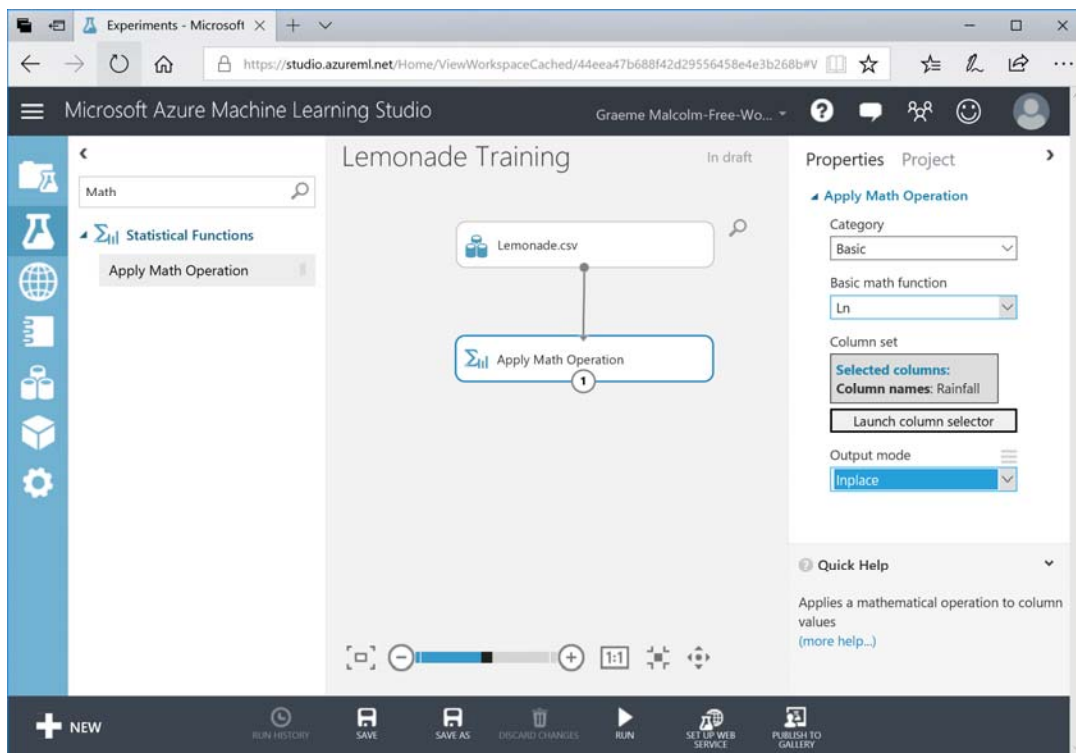 Experiments - Microsoft
https://studio.azureml.net/Home/ViewWorkspaceCached/44eea47b688f42d29556458e4e3b268b#V
Microsoft Azure Machine Learning Studio
Graeme Malcolm-Free-Wo...
Math
Statistical Functions
Apply Math Operation
Lemonade Training
In draft
Lemonade.csv
Apply Math Operation
1
1:1
Properties Project
Apply Math Operation
Category
Basic
Basic math function
Ln
Column set
Selected columns:
Column names: Rainfall
Launch column selector
Output mode
Inplace
Quick Help
Applies a mathematical operation to column
values
(more help...)
NEW
RUN HISTORY
SAVE
SAVE AS
DISCARD CHANGES
RUN
SET UP WEB
SERVICE
PUBLISH TO
GALLERY